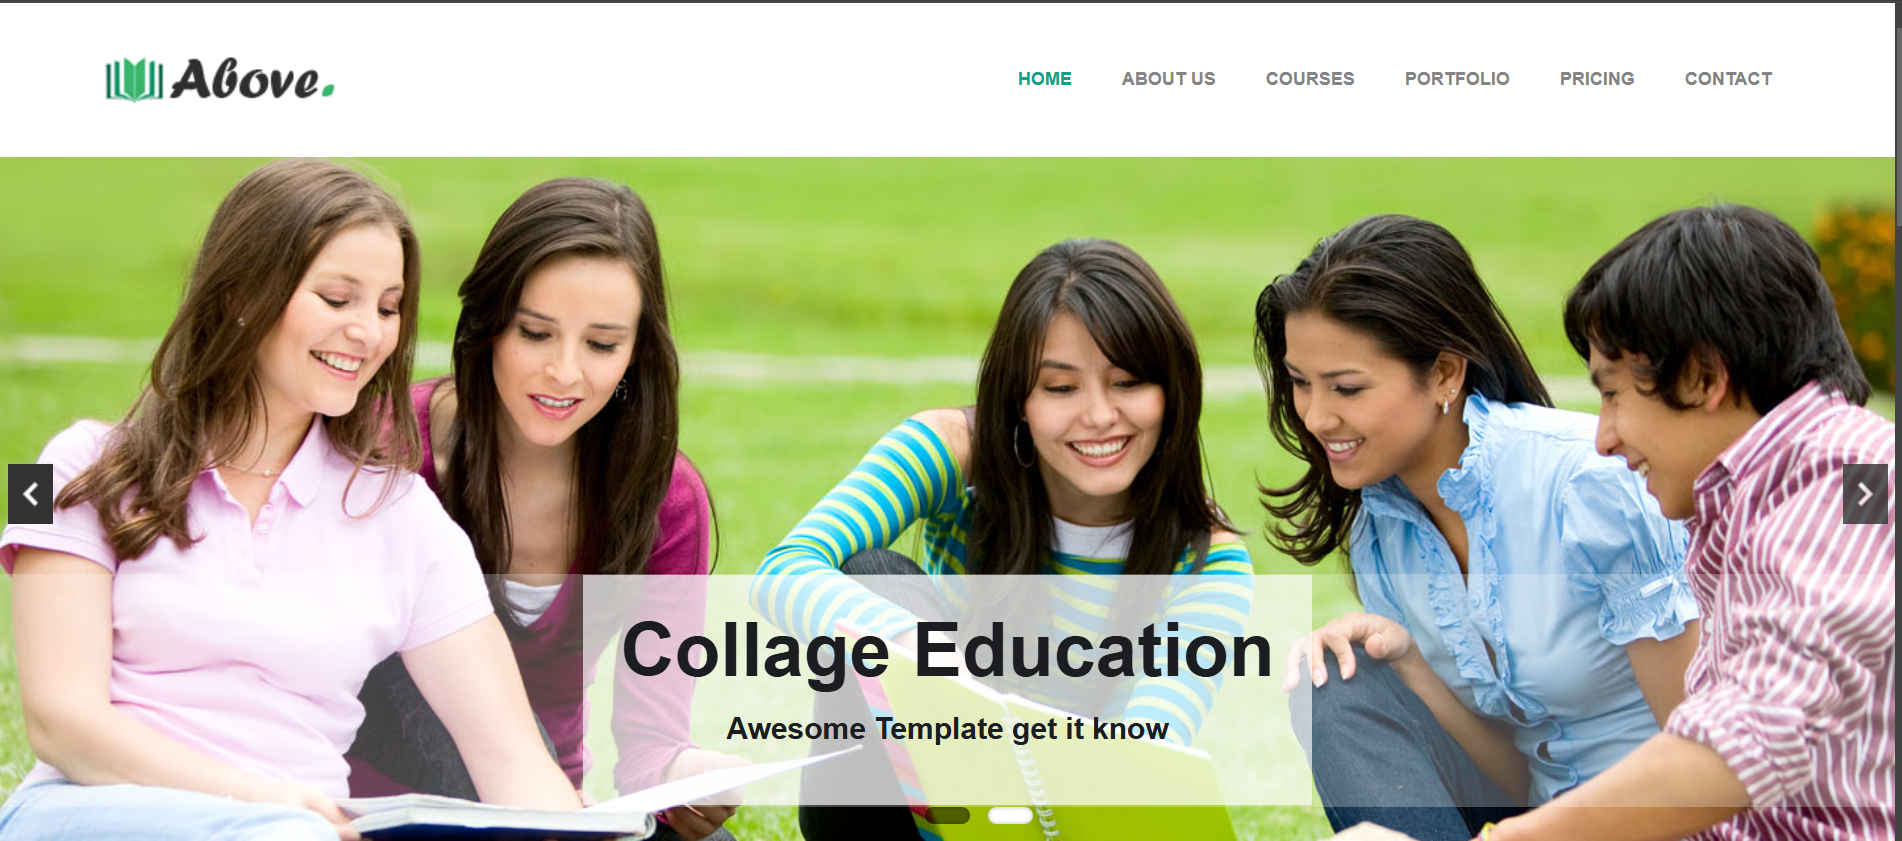 Above.
HOME ABOUT US COURSES PORTFOLIO PRICING CONTACT
Collage Education
Awesome Template get it know